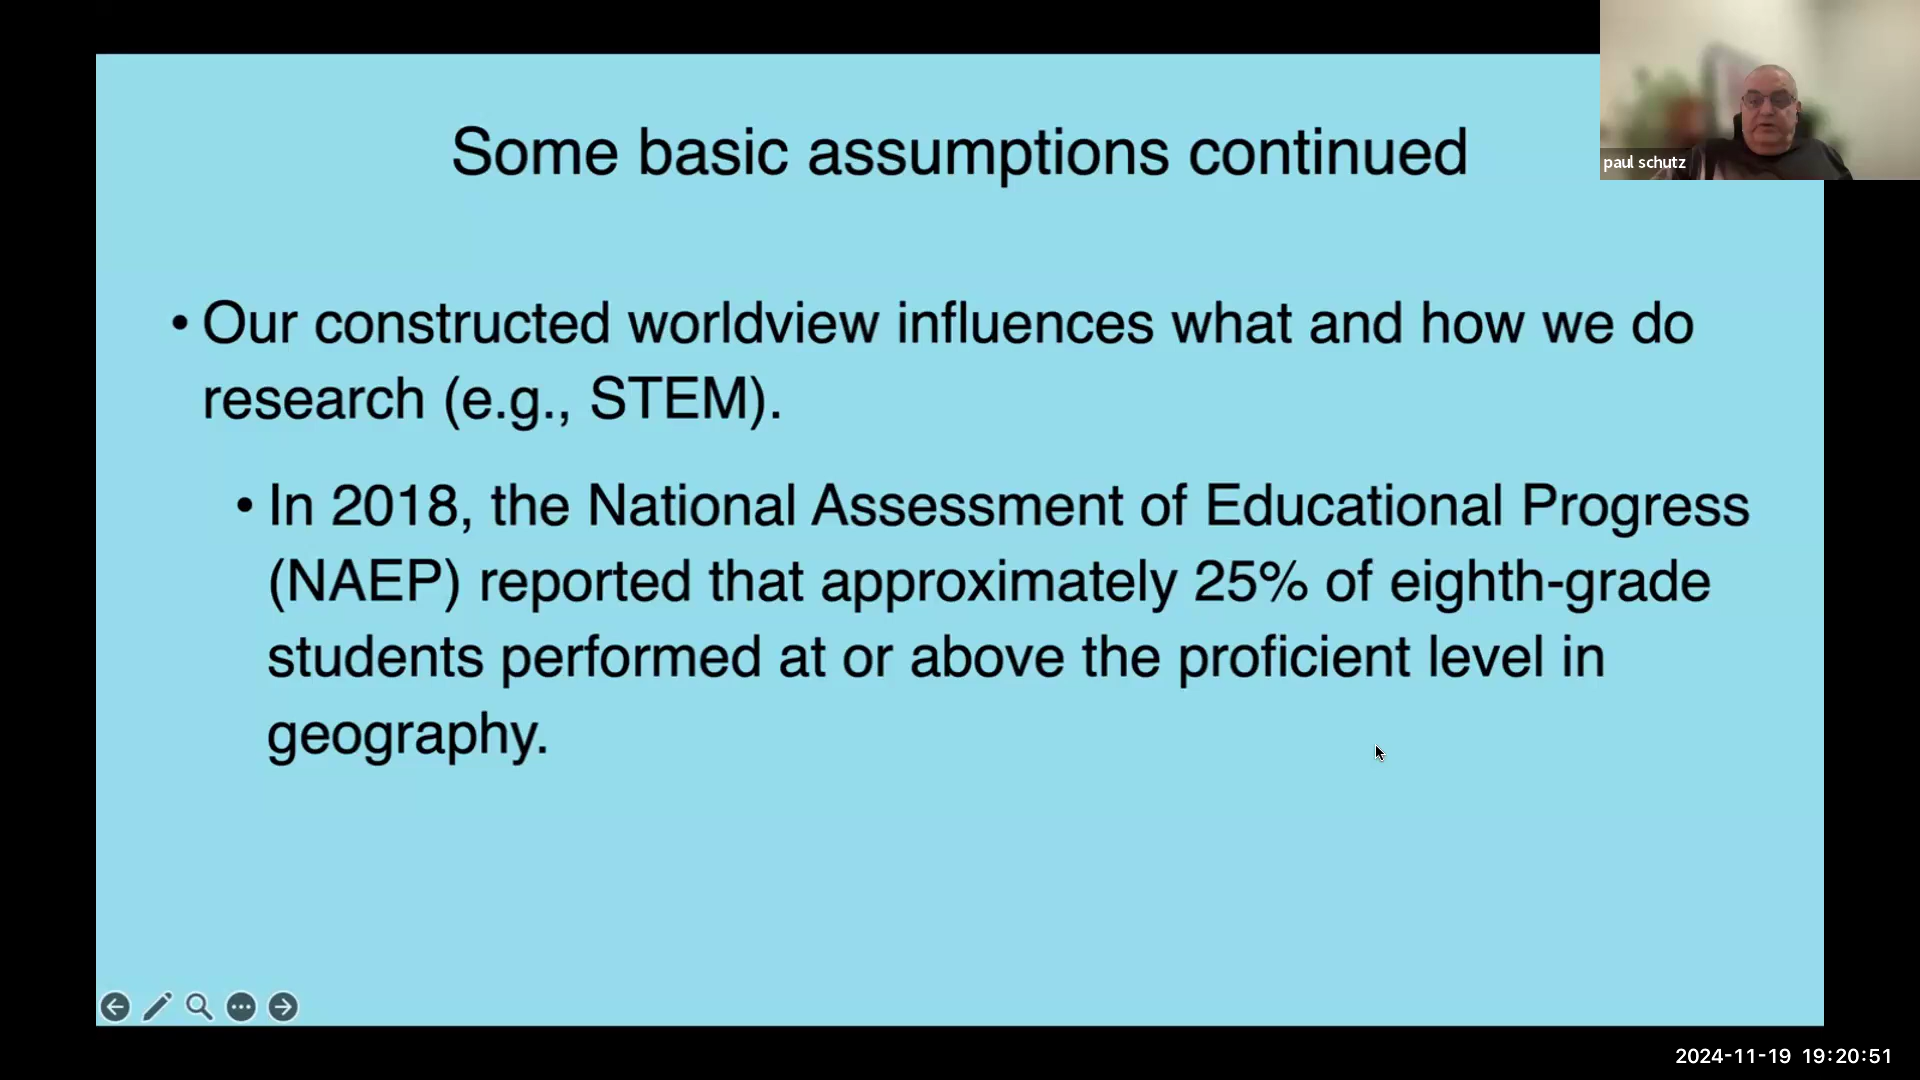 Some basic assumptions continued
paul schutz
• Our constructed worldview influences what and how we do
research (e.g., STEM).
• In 2018, the National Assessment of Educational Progress
(NAEP) reported that approximately 25% of eighth-grade
students performed at or above the proficient level in
geography.
2024-11-19 19:20:51